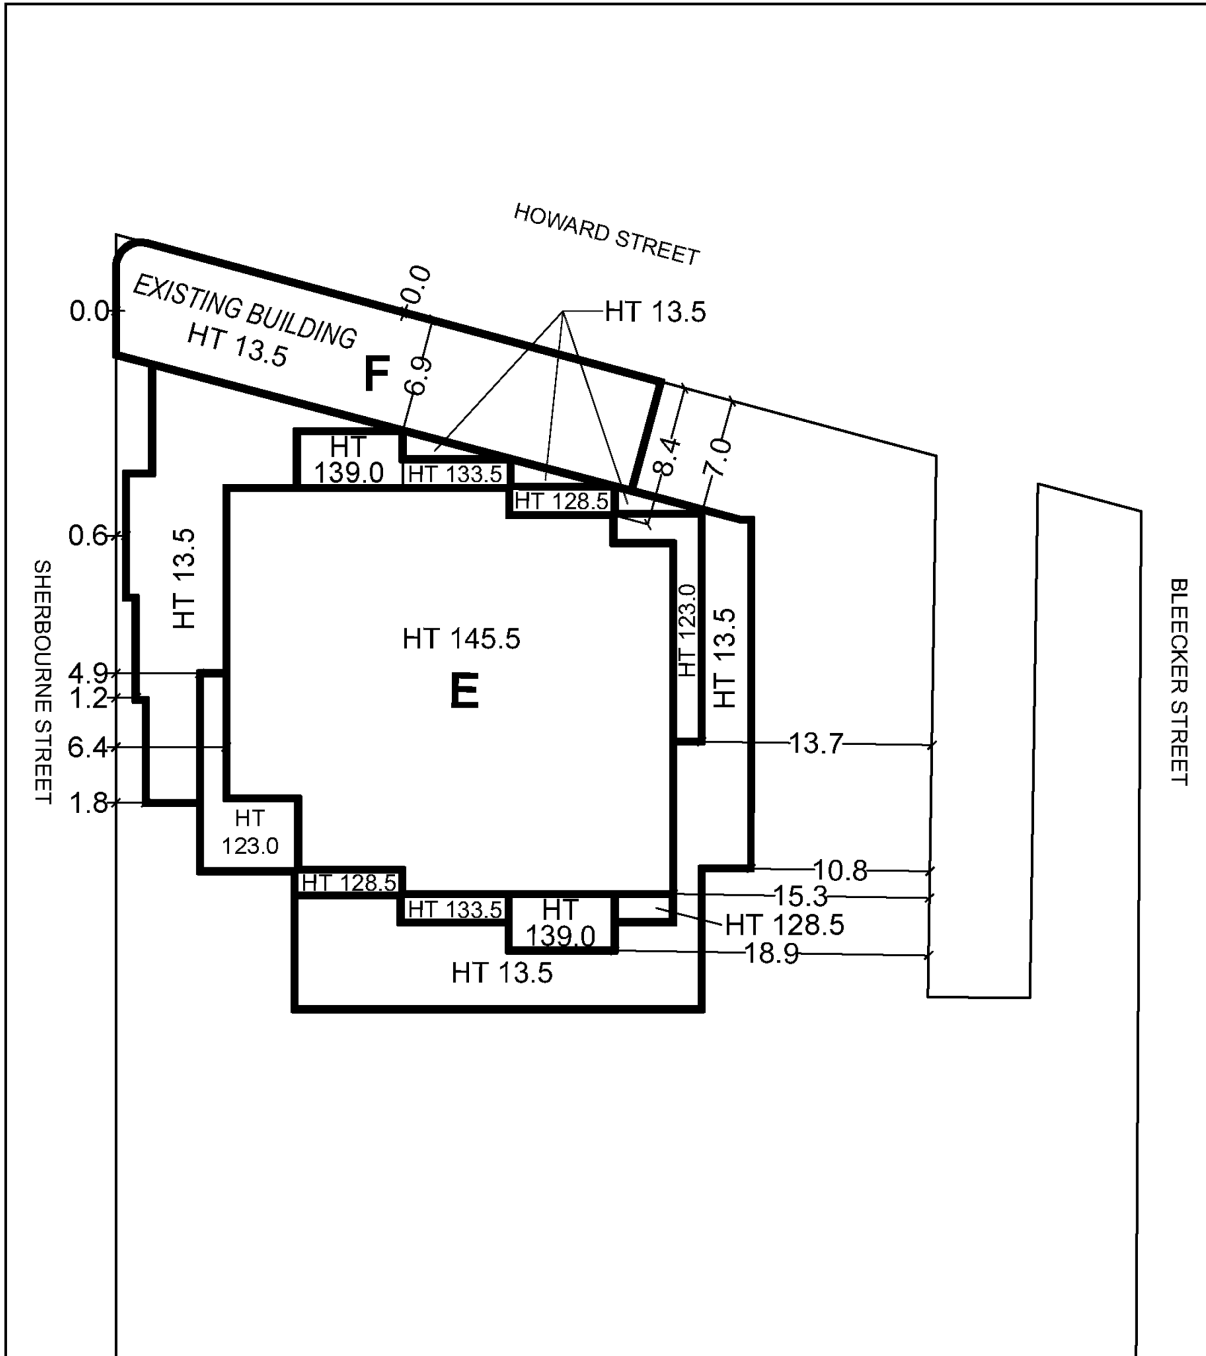 HOWARD STREET
0.0
EXISTING BUILDING
HT 13.5
F
0.0
6.9
HT 13.5
8.4
7.0
HT
139.0
HT 133.5
HT 128.5
SHERBOURNE STREET
0.6
4.9
1.2
6.4
1.8
HT 13.5
HT 145.5
E
HT 123.0
HT 13.5
13.7
BLEECKER STREET
HT
123.0
10.8
HT 128.5
15.3
HT 133.5
HT
139.0
HT 128.5
18.9
HT 13.5